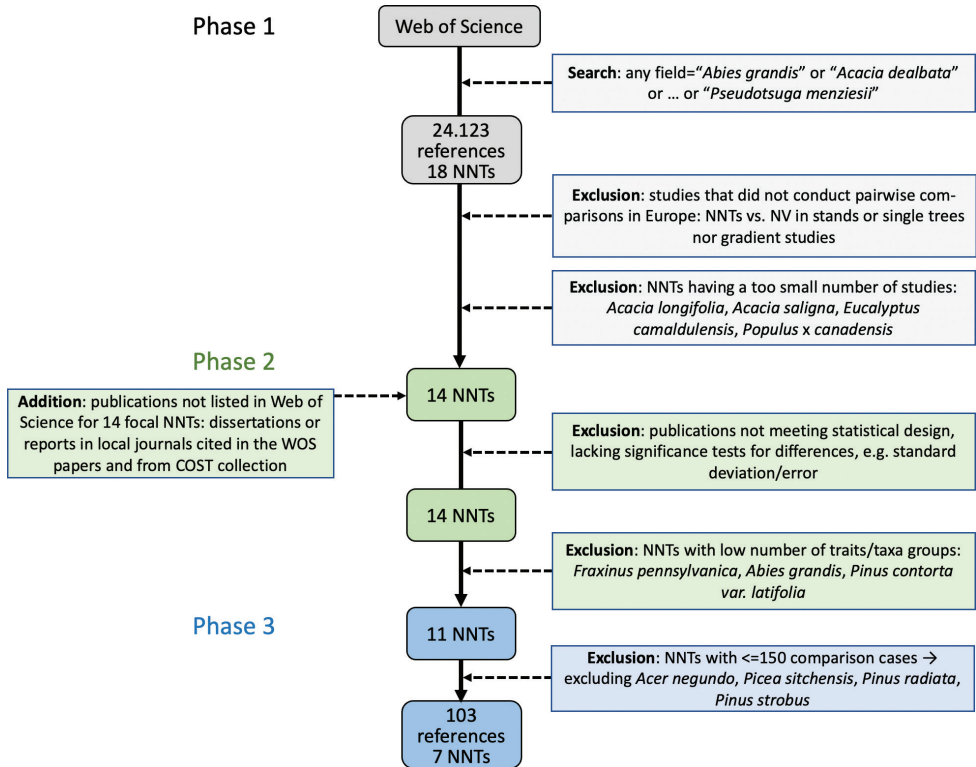 Phase 1
Web of Science
Search: any field=“Abies grandis” or “Acacia dealbata”
or ... or “Pseudotsuga menziesii”
24.123
references
18 NNTs
Exclusion: studies that did not conduct pairwise com-
parisons in Europe: NNTs vs. NV in stands or single trees
nor gradient studies
Exclusion: NNTs having a too small number of studies:
Acacia longifolia, Acacia saligna, Eucalyptus
camaldulensis, Populus x canadensis
Phase 2
14 NNTs
Addition: publications not listed in Web of
Science for 14 focal NNTs: dissertations or
reports in local journals cited in the WOS
papers and from COST collection
Exclusion: publications not meeting statistical design,
lacking significance tests for differences, e.g. standard
deviation/error
14 NNTs
Exclusion: NNTs with low number of traits/taxa groups:
Fraxinus pennsylvanica, Abies grandis, Pinus contorta
var. latifolia
Phase 3
11 NNTs
Exclusion: NNTs with <=150 comparison cases →
excluding Acer negundo, Picea sitchensis, Pinus radiata,
Pinus strobus
103
references
7 NNTs